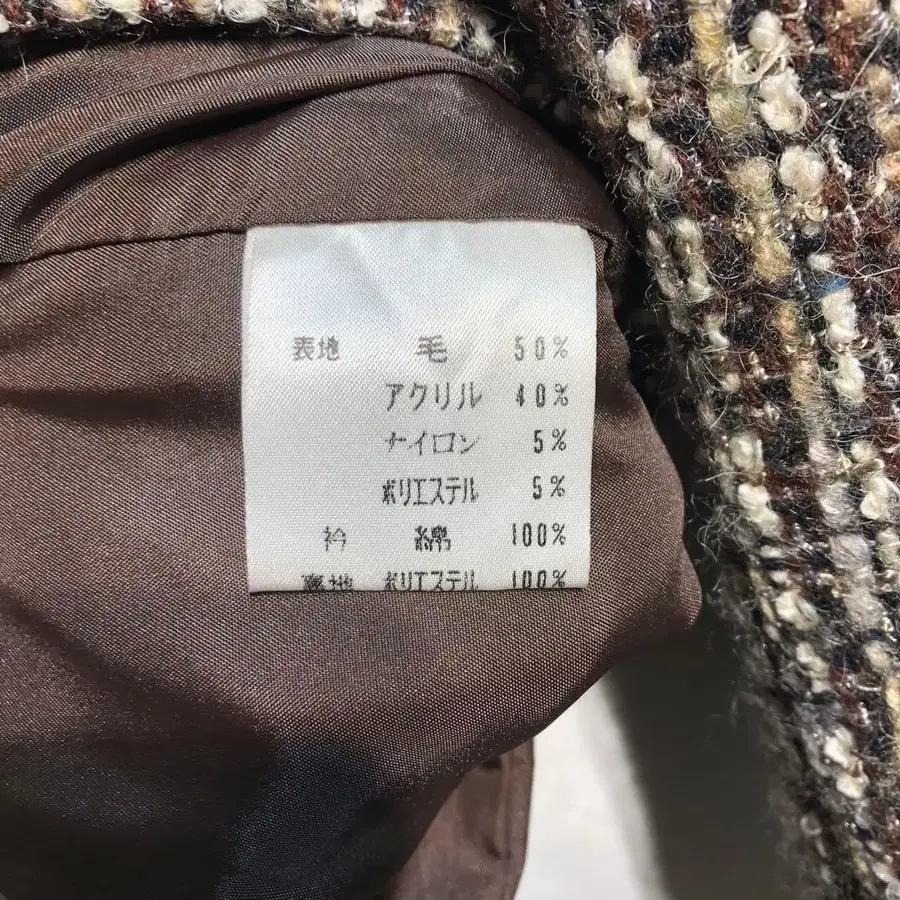 表地 毛 50%
アクリル 40%
ナイロン 5%
ポリエステル 5%
衿 綿 100%
裏地 ポリエステル 100%